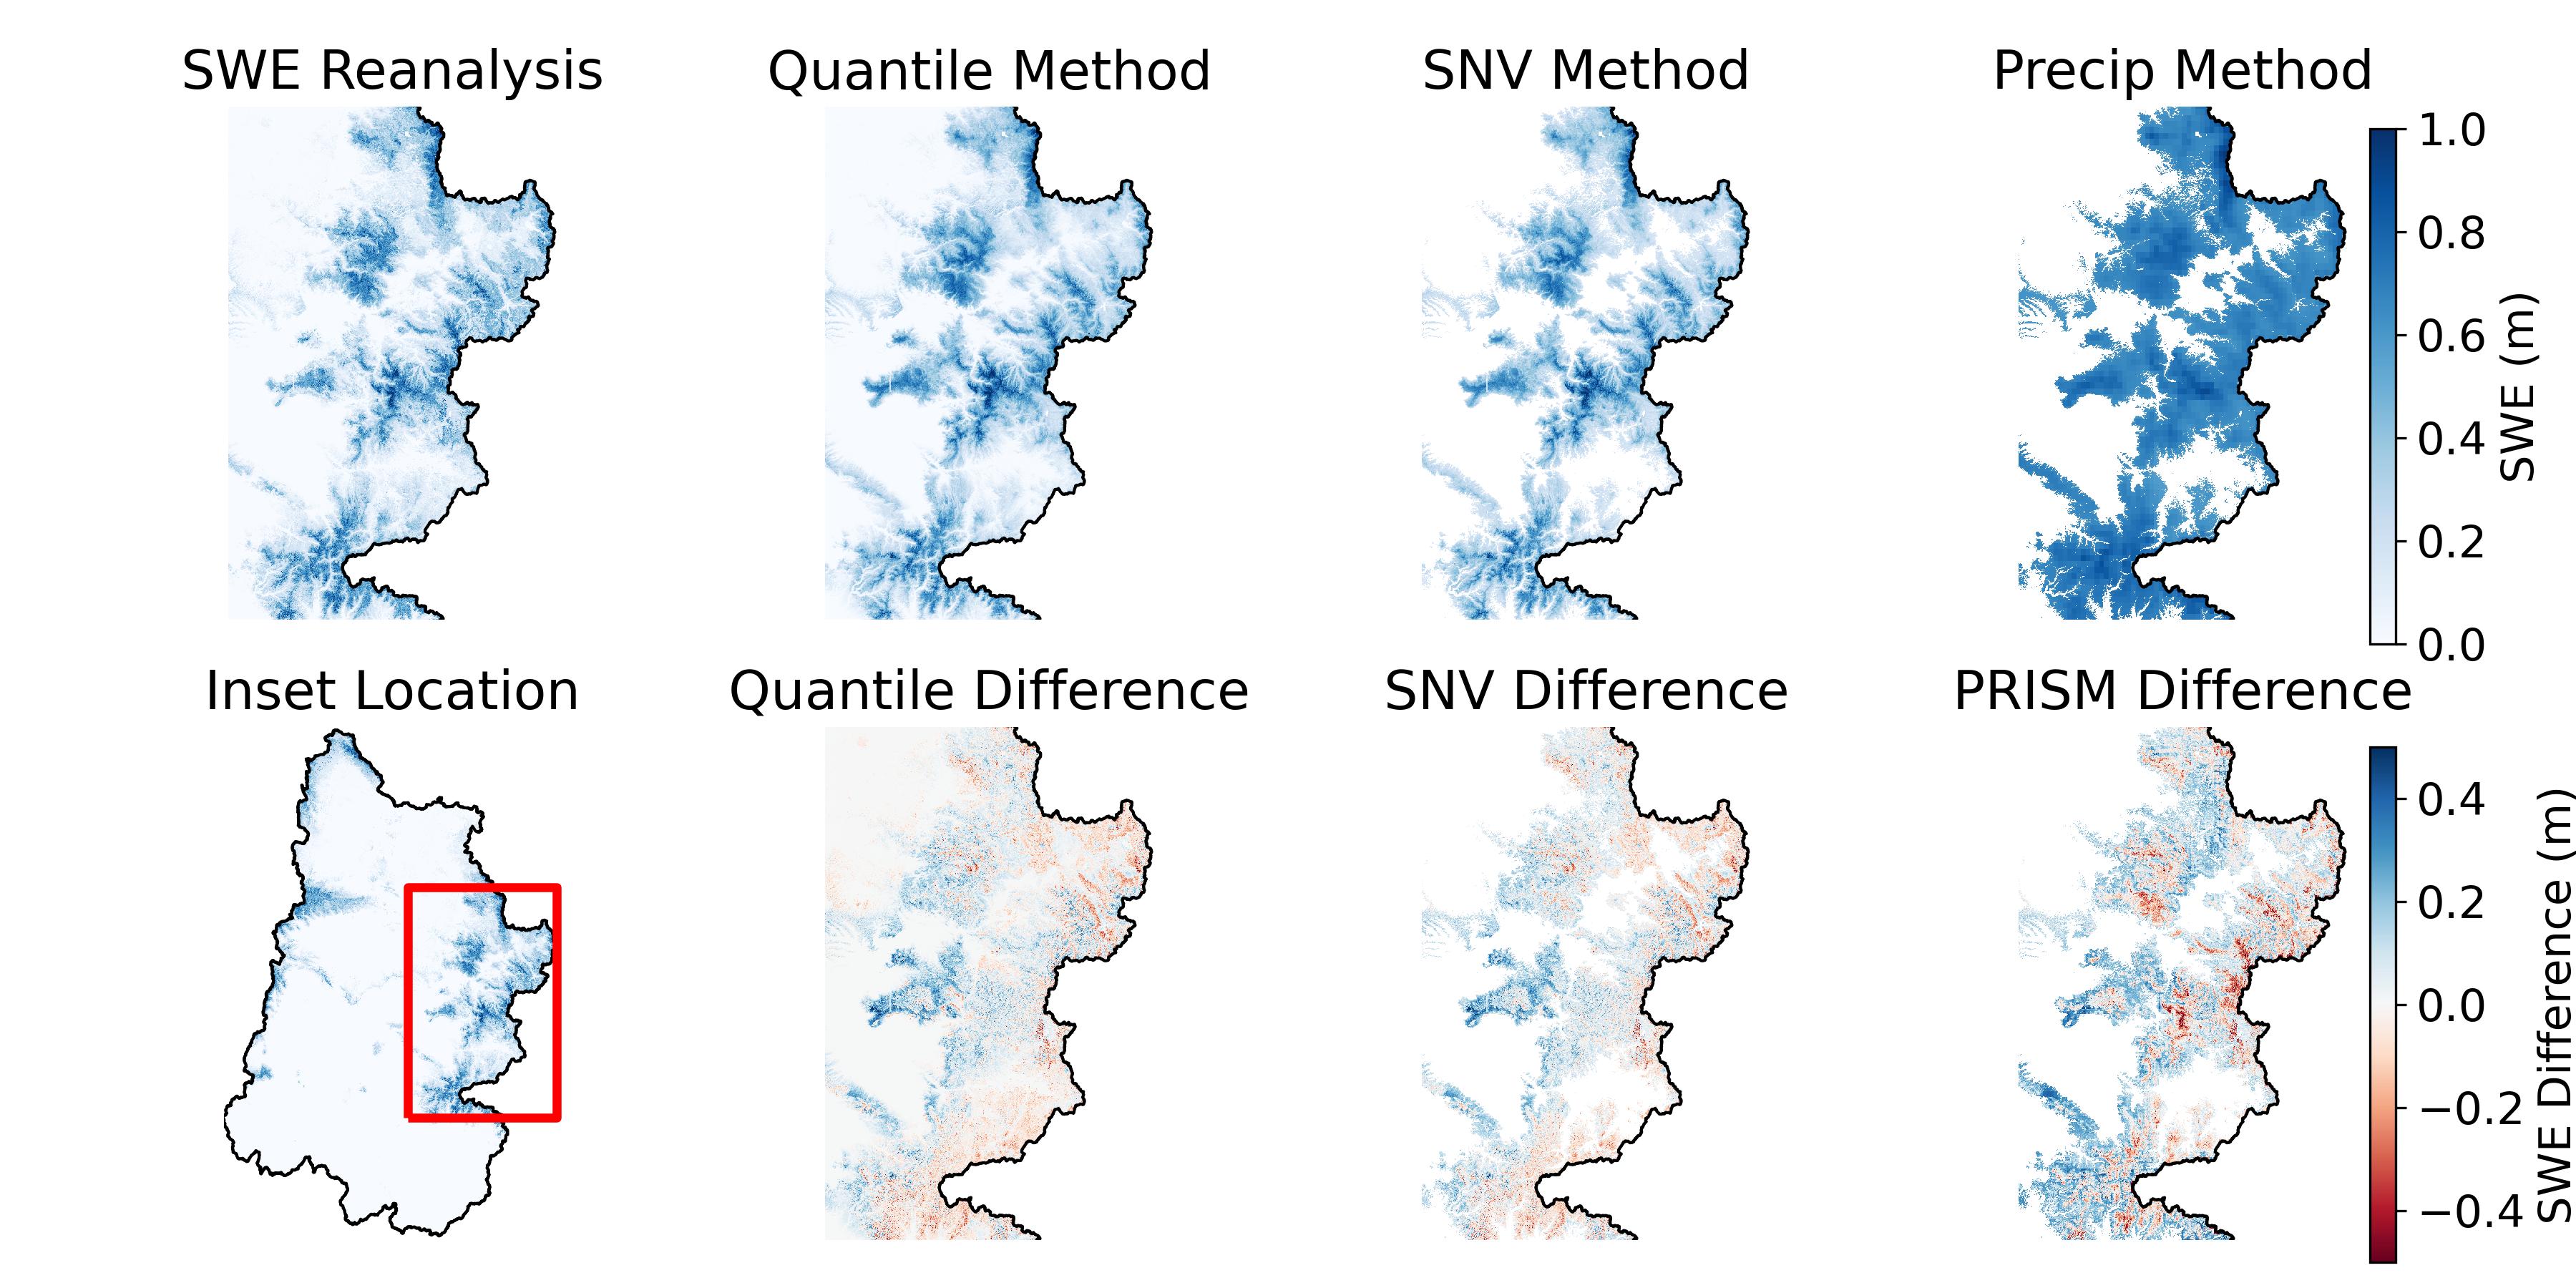 SWE Reanalysis
Quantile Method
SNV Method
Precip Method
1.0
0.8
0.6
0.4
0.2
0.0
SWE (m)
Inset Location
Quantile Difference
SNV Difference
PRISM Difference
0.4
0.2
0.0
−0.2
−0.4
SWE Difference (m)